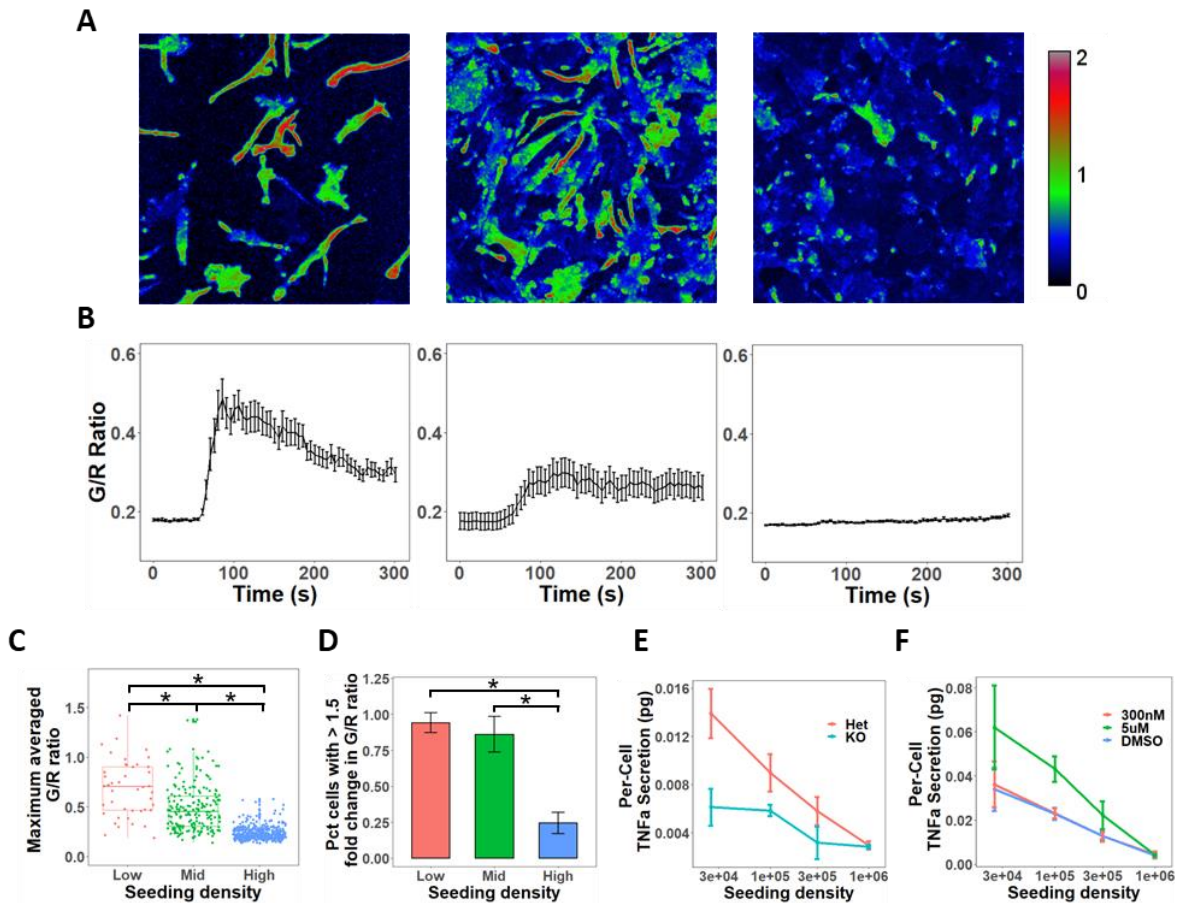 A
2
1
0
B
G/R Ratio
0.6
0.4
0.2
0 100 200 300
Time (s)
0.6
0.4
0.2
0 100 200 300
Time (s)
0.6
0.4
0.2
0 100 200 300
Time (s)
C
Maximum averaged
G/R ratio
1.5
1.0
0.5
0.0
* * *
Low Mid High
Seeding density
D
Pct cells with > 1.5
fold change in G/R ratio
1.00
0.75
0.50
0.25
0.00
* *
Low Mid High
Seeding density
E
Per-Cell
TNFa Secretion (pg)
0.016
0.012
0.008
0.004
Het
KO
3e+04 1e+05 3e+05 1e+06
Seeding density
F
Per-Cell
TNFa Secretion (pg)
0.08
0.06
0.04
0.02
0.00
300nM
5uM
DMSO
3e+04 1e+05 3e+05 1e+06
Seeding density